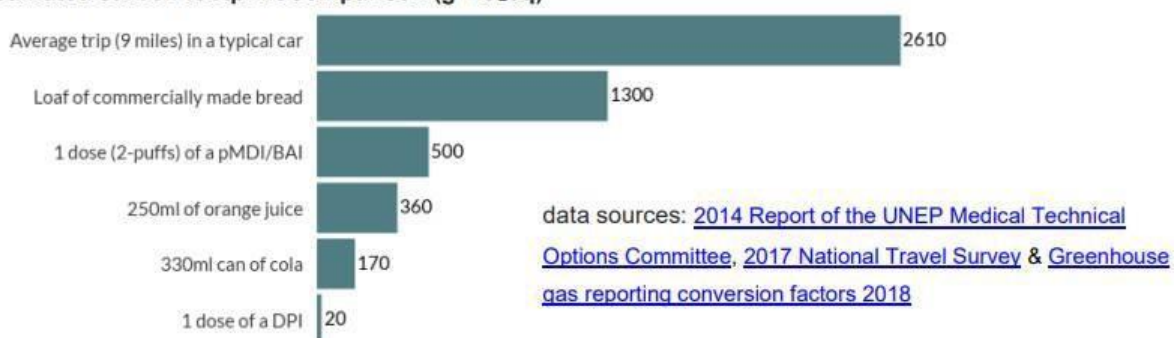 Average trip (9 miles) in a typical car 2610
Loaf of commercially made bread 1300
1 dose (2-puffs) of a pMDI/BAI 500
250ml of orange juice 360
330ml can of cola 170
1 dose of a DPI 20
data sources: 2014 Report of the UNEP Medical Technical
Options Committee, 2017 National Travel Survey & Greenhouse
gas reporting conversion factors 2018